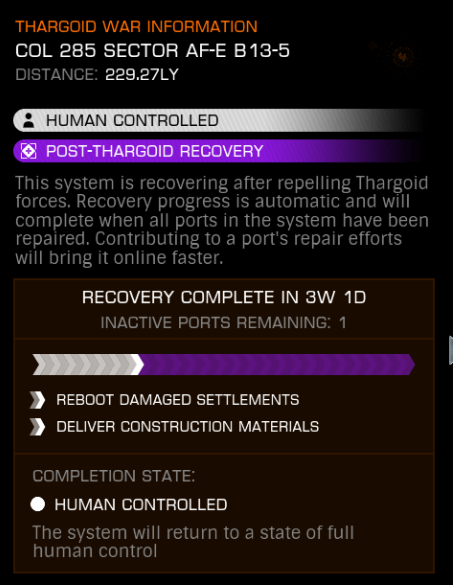 THARGOID WAR INFORMATION
COL 285 SECTOR AF-E B13-5
DISTANCE: 229.27LY
HUMAN CONTROLLED
POST-THARGOID RECOVERY
This system is recovering after repelling Thargoid
forces. Recovery progress is automatic and will
complete when all ports in the system have been
repaired. Contributing to a port's repair efforts
will bring it online faster.
RECOVERY COMPLETE IN 3W 1D
INACTIVE PORTS REMAINING: 1
REBOOT DAMAGED SETTLEMENTS
DELIVER CONSTRUCTION MATERIALS
COMPLETION STATE:
HUMAN CONTROLLED
The system will return to a state of full
human control